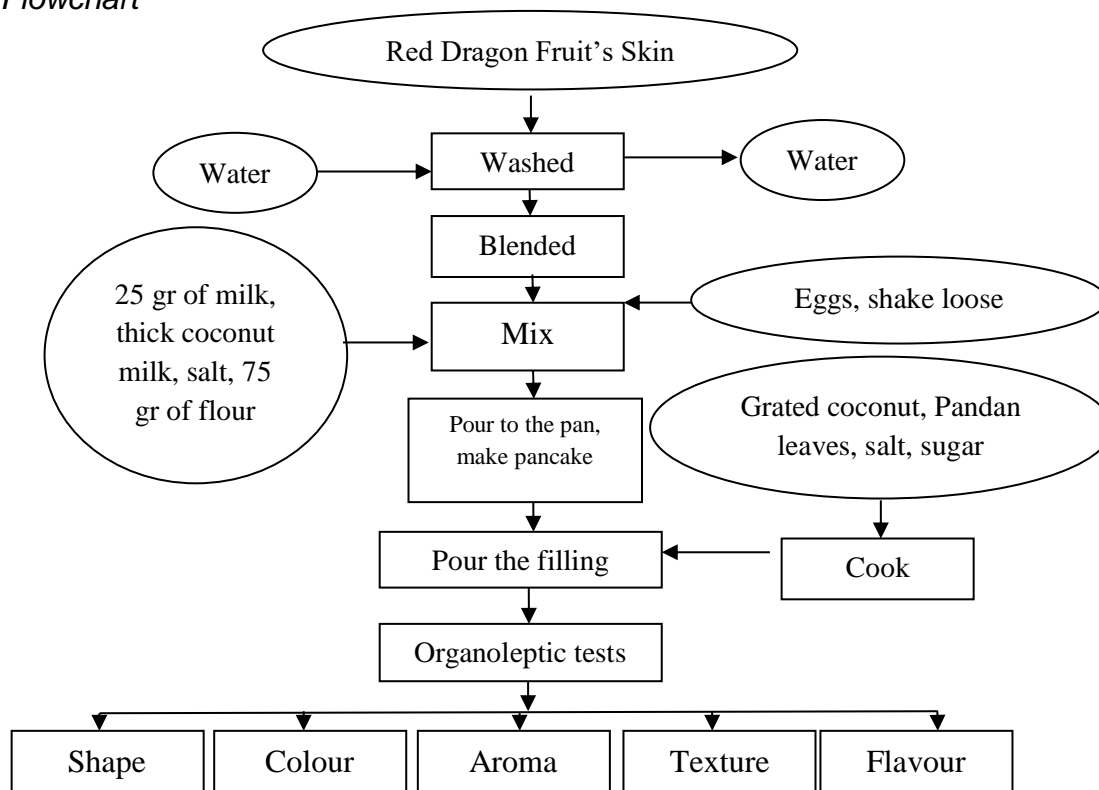 Flowchart
Red Dragon Fruit’s Skin
Water
Washed
Water
Blended
25 gr of milk,
thick coconut
milk, salt, 75
gr of flour
Mix
Eggs, shake loose
Pour to the pan,
make pancake
Grated coconut, Pandan
leaves, salt, sugar
Pour the filling
Cook
Organoleptic tests
Shape
Colour
Aroma
Texture
Flavour